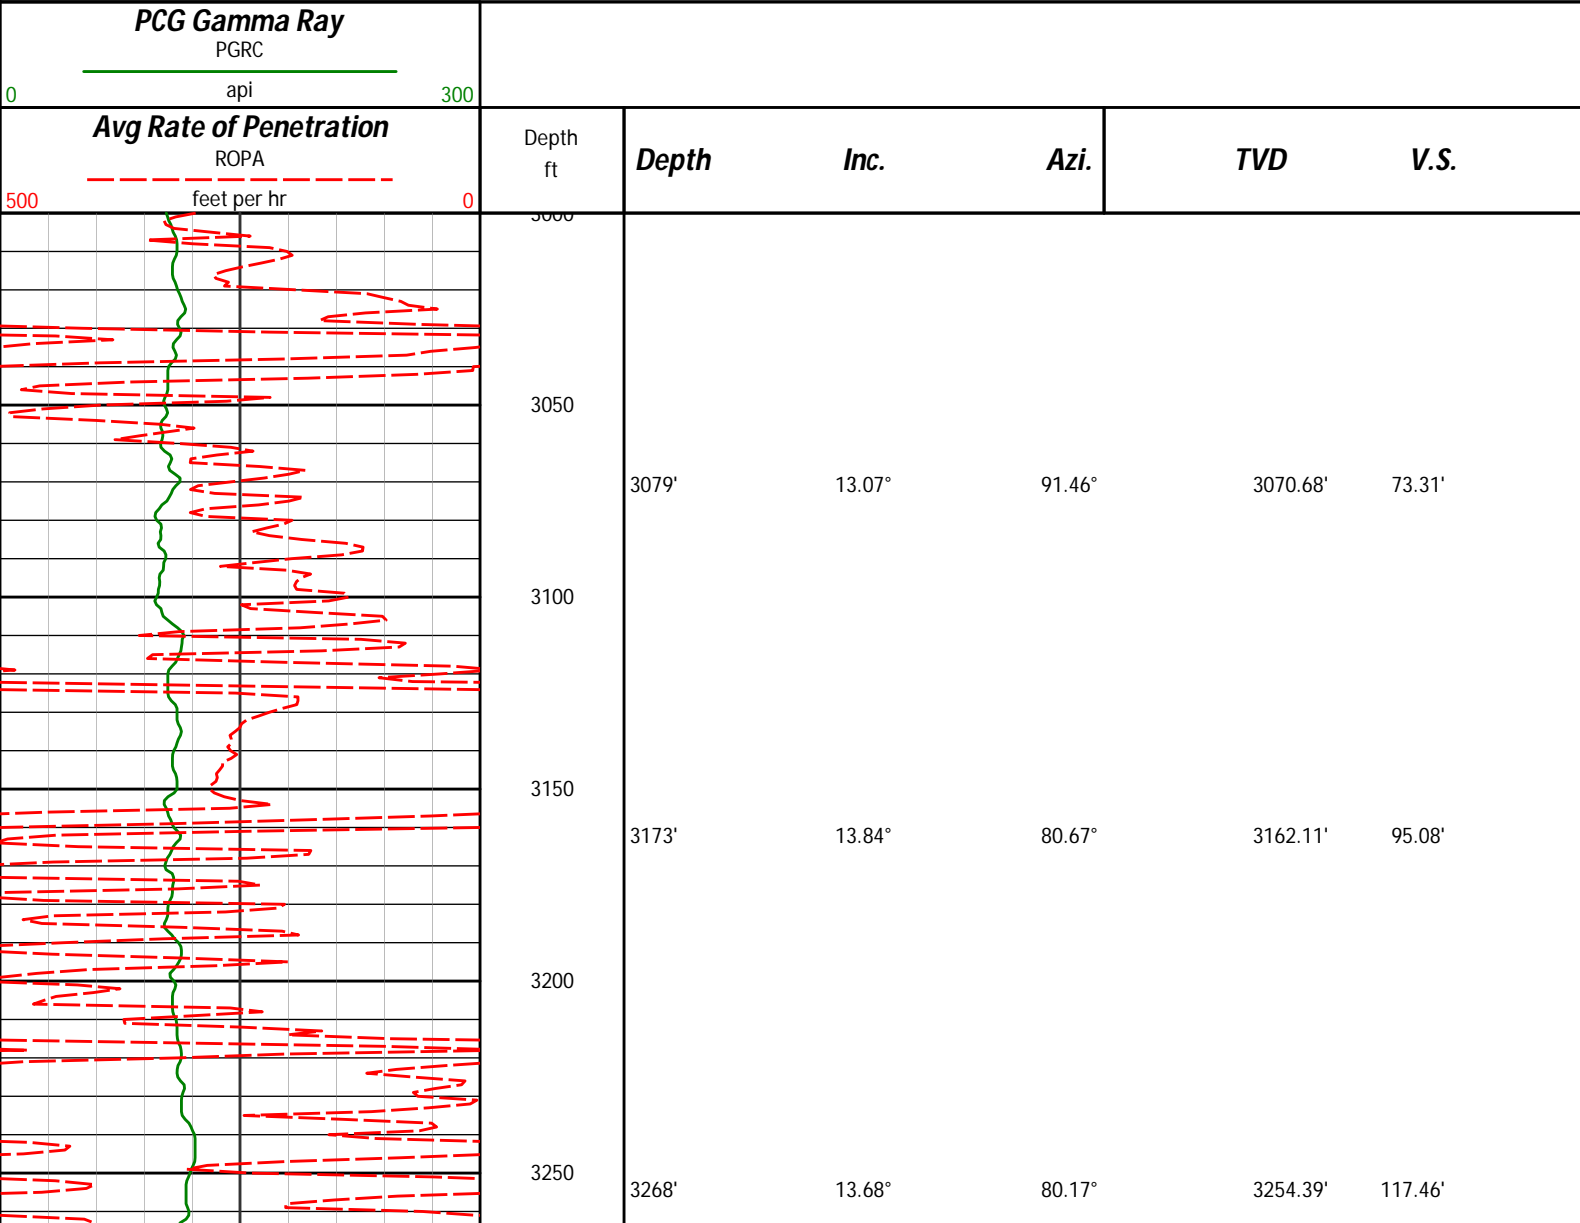 PCG Gamma Ray
PGRC
0 api 300
Avg Rate of Penetration
ROPA
500 feet per hr 0
Depth
ft
Depth Inc. Azi. TVD V.S.
3000
3050
3079' 13.07° 91.46° 3070.68' 73.31'
3100
3150
3173' 13.84° 80.67° 3162.11' 95.08'
3200
3250
3268' 13.68° 80.17° 3254.39' 117.46'